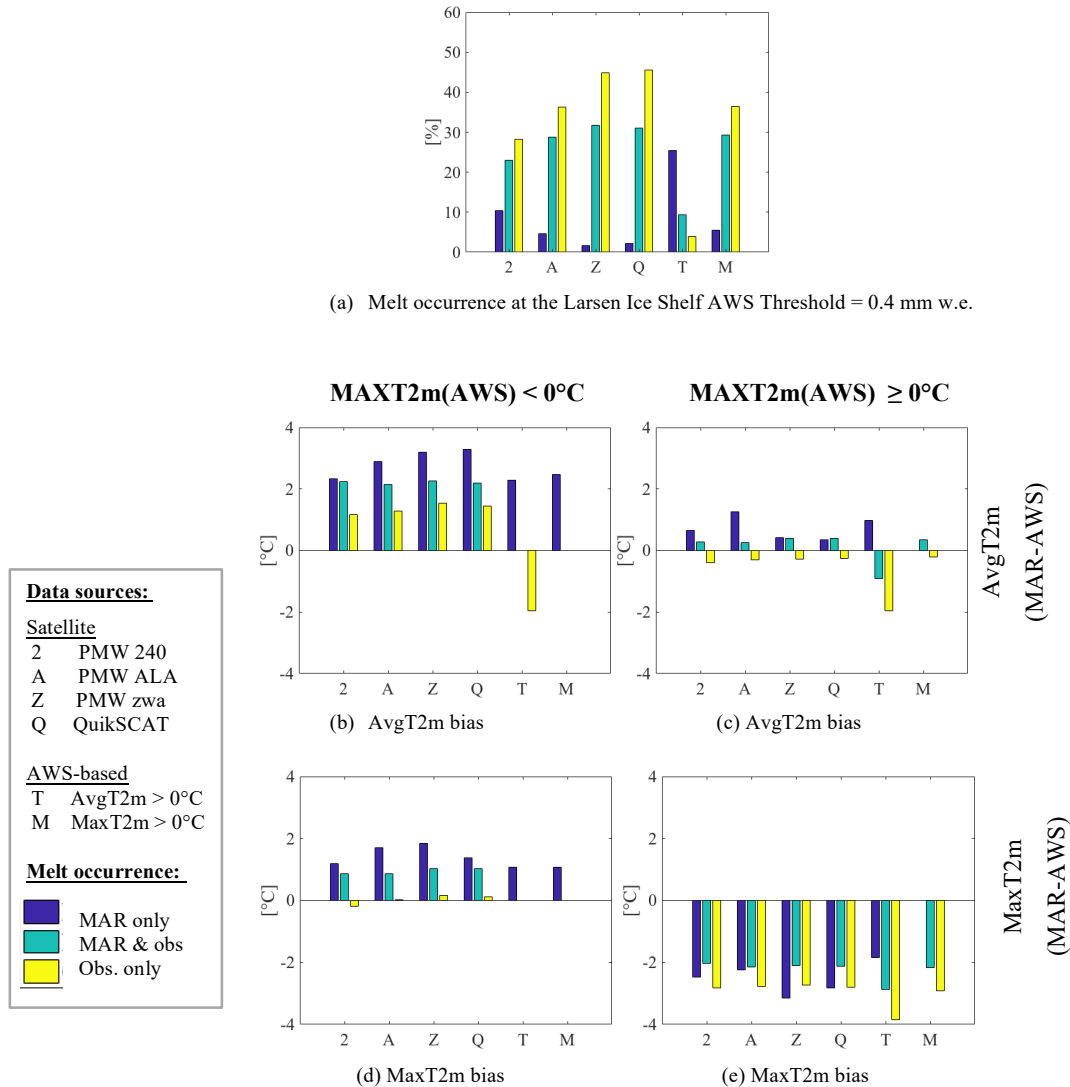 60
50
40
30
20
10
0
[%]
2 A Z Q T M
(a) Melt occurrence at the Larsen Ice Shelf AWS Threshold = 0.4 mm w.e.
MAXT2m(AWS) < 0°C
MAXT2m(AWS) ≥ 0°C
4
2
0
-2
-4
[°C]
2 A Z Q T M
(b) AvgT2m bias
4
2
0
-2
-4
[°C]
2 A Z Q T M
(c) AvgT2m bias
AvgT2m
(MAR-AWS)
Data sources:
Satellite
2 PMW 240
A PMW ALA
Z PMW zwa
Q QuikSCAT
AWS-based
T AvgT2m > 0°C
M MaxT2m > 0°C
Melt occurrence:
MAR only
MAR & obs
Obs. only
4
2
0
-2
-4
[°C]
2 A Z Q T M
(d) MaxT2m bias
4
2
0
-2
-4
[°C]
2 A Z Q T M
(e) MaxT2m bias
MaxT2m
(MAR-AWS)